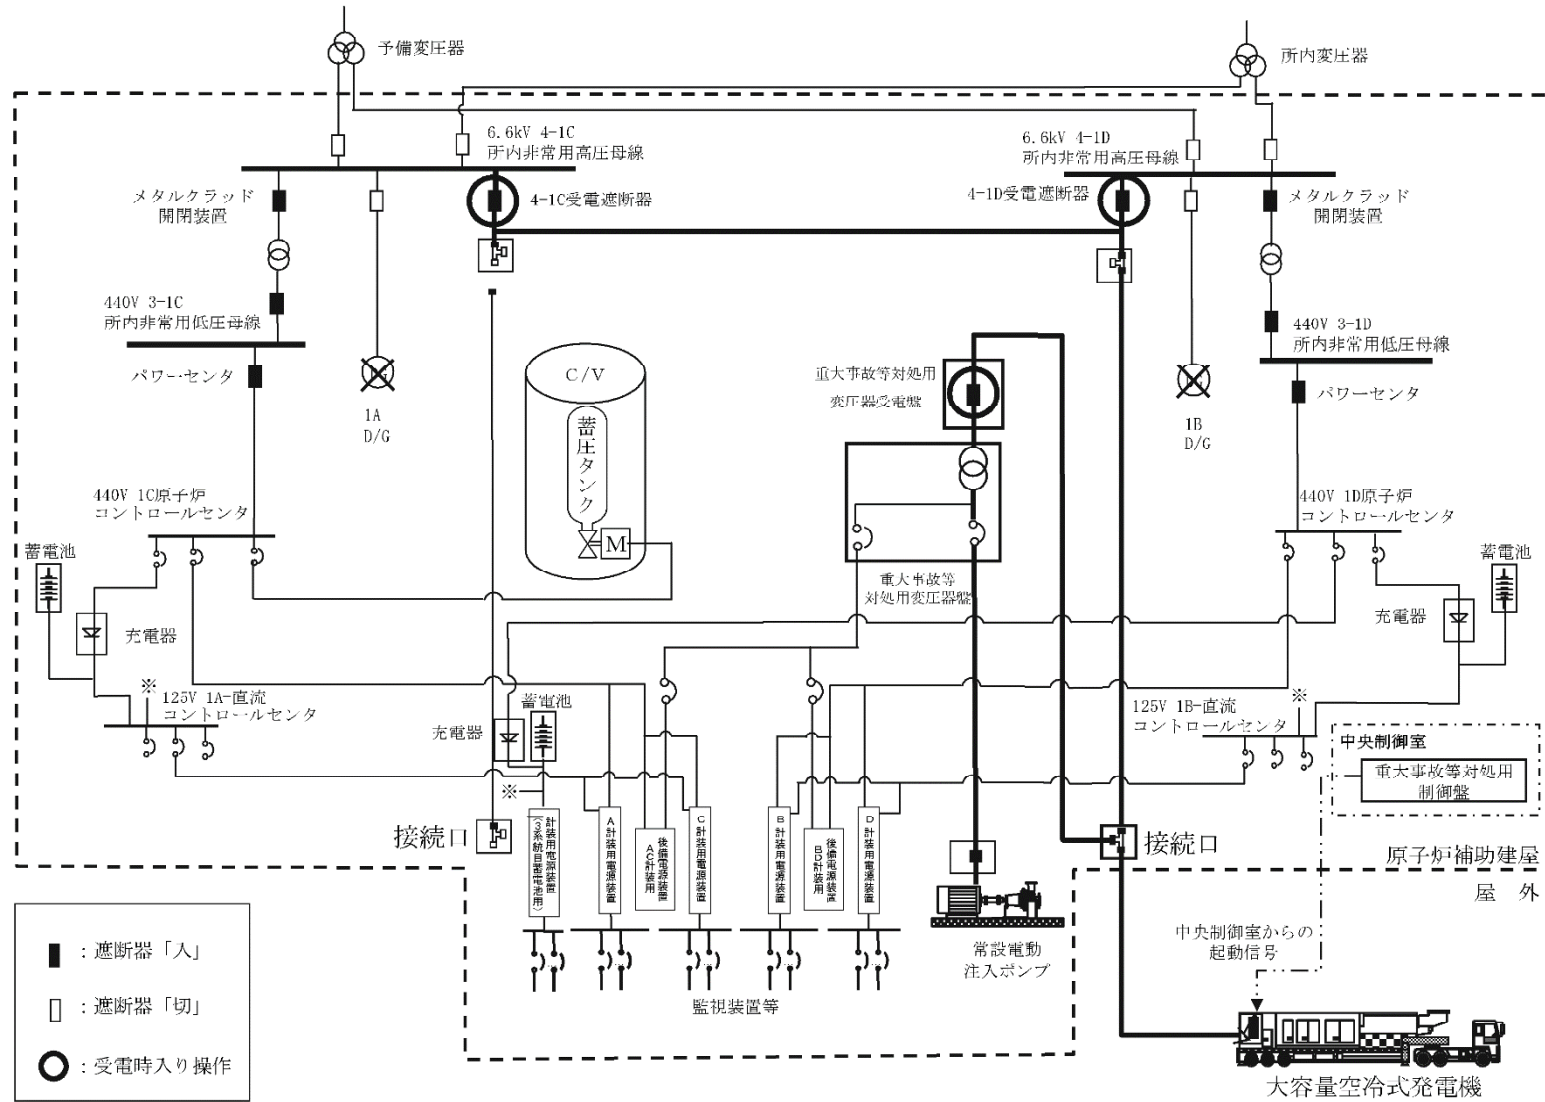 予備変圧器
所内変圧器
6.6kV 4-1C
所内非常用高圧母線
6.6kV 4-1D
所内非常用高圧母線
メタルクラッド
開閉装置
4-1C受電遮断器
4-1D受電遮断器
メタルクラッド
開閉装置
440V 3-1C
所内非常用低圧母線
440V 3-1D
所内非常用低圧母線
パワーセンタ
C/V
重大事故等対処用
変圧器受電盤
パワーセンタ
1A
D/G
蓄圧タンク
1B
D/G
440V 1C原子炉
コントロールセンタ
440V 1D原子炉
コントロールセンタ
M
蓄電池
蓄電池
重大事故等
対処用変圧器盤
充電器
充電器
※
125V 1A-直流
コントロールセンタ
蓄電池
充電器
※
125V 1B-直流
コントロールセンタ
中央制御室
重大事故等対処用
制御盤
※
接続口
計装用電源装置
(3系統目蓄電池用)
A計装用電源装置
後備電源装置
AC計装用
C計装用電源装置
B計装用電源装置
後備電源装置
BD計装用
D計装用電源装置
接続口
原子炉補助建屋
屋 外
常設電動
注入ポンプ
中央制御室からの
起動信号
監視装置等
:遮断器「入」
:遮断器「切」
:受電時入り操作
大容量空冷式発電機